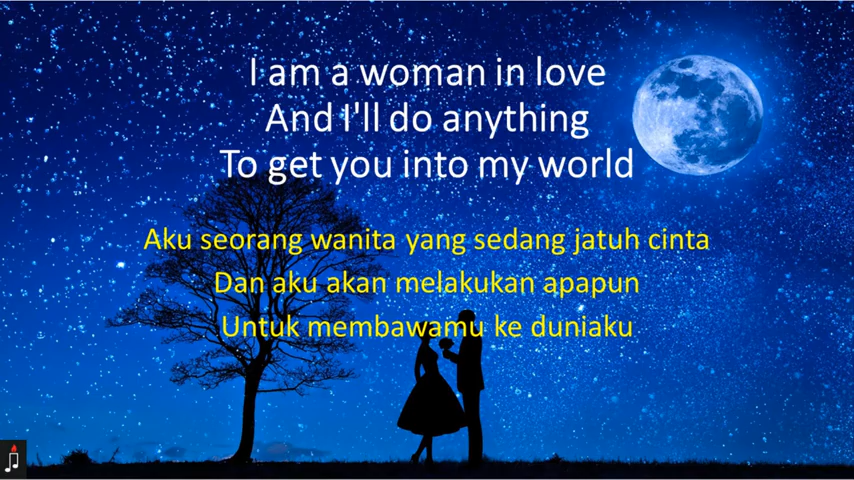 I am a woman in love
And I'll do anything
To get you into my world
Aku seorang wanita yang sedang jatuh cinta
Dan aku akan melakukan apapun
Untuk membawamu ke duniaku